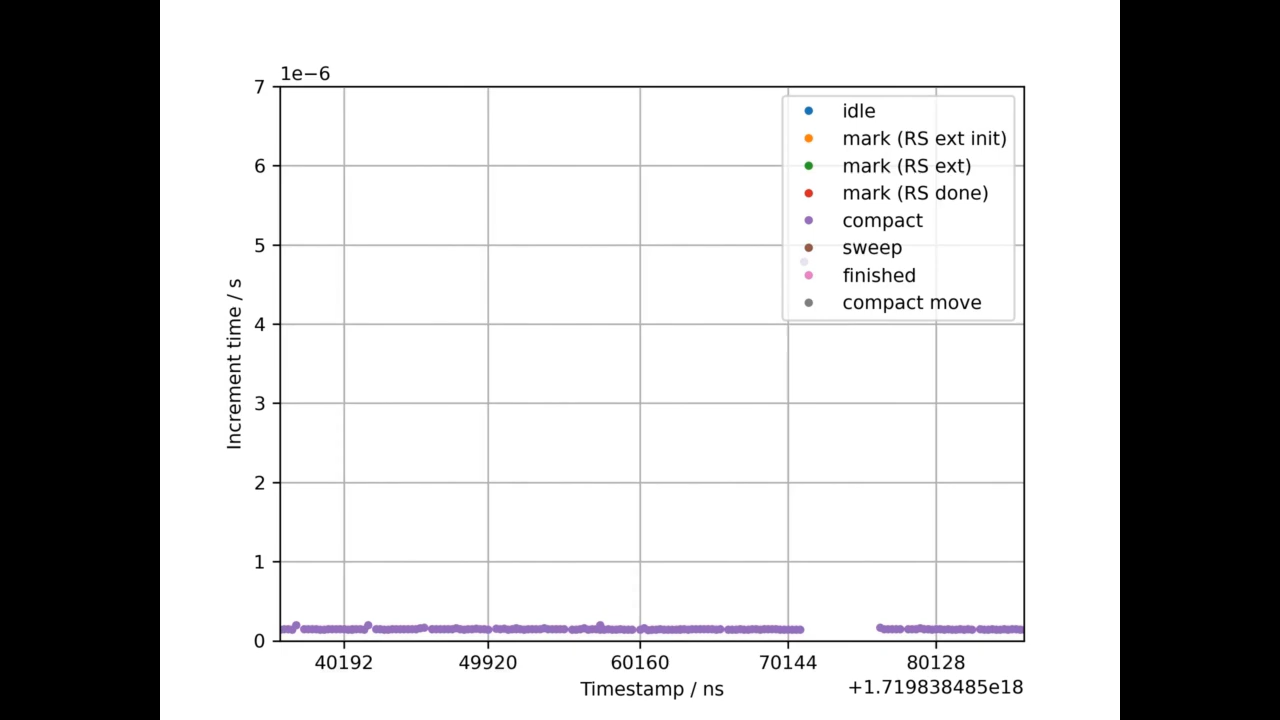 1e−6
7
6
5
4
3
2
1
0
Increment time / s
idle
mark (RS ext init)
mark (RS ext)
mark (RS done)
compact
sweep
finished
compact move
40192 49920 60160 70144 80128
Timestamp / ns
+1.719838485e18